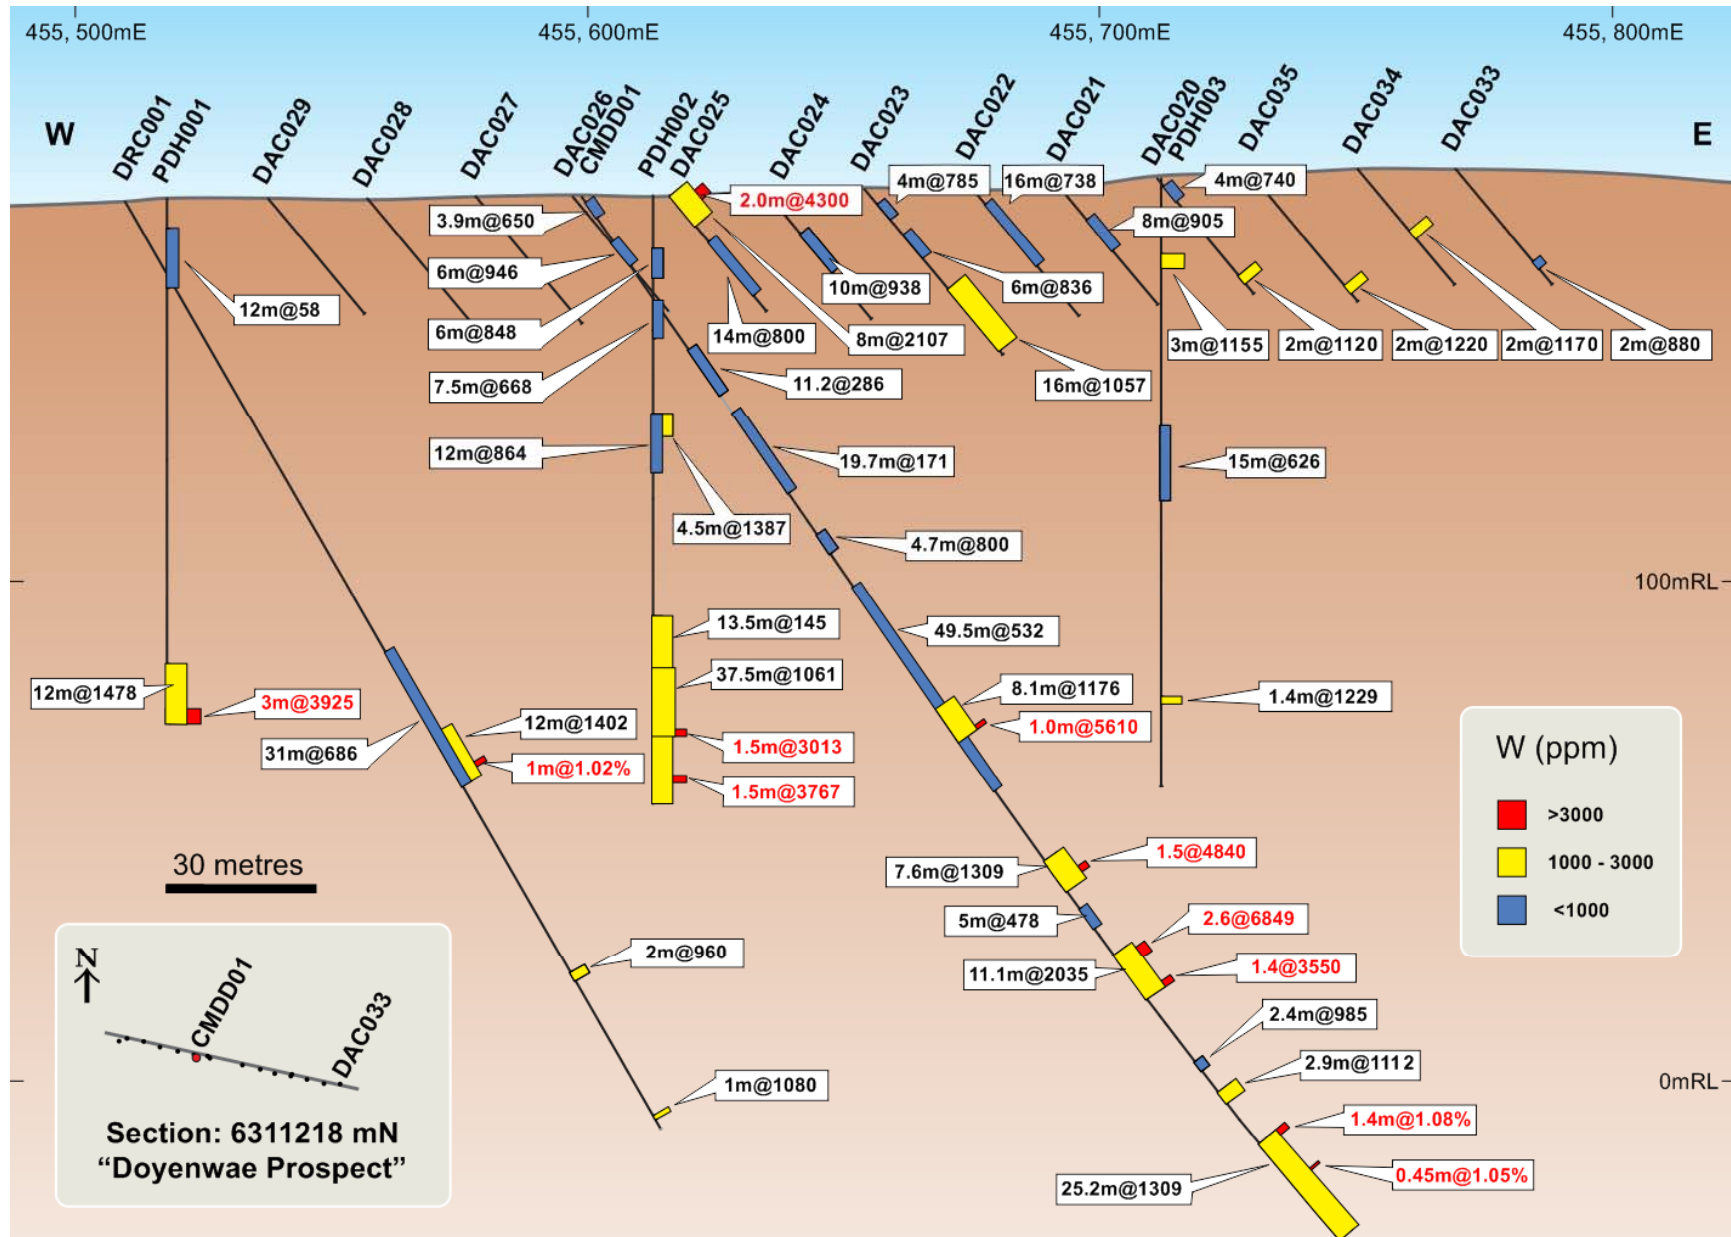 455, 500mE
455, 600mE
455, 700mE
455, 800mE
W
E
DRC001
PDH001
DAC029
DAC028
DAC027
DAC026
CMDD01
PDH002
DAC025
DAC024
DAC023
DAC022
DAC021
DAC020
PDH003
DAC035
DAC034
DAC033
3.9m@650
2.0m@4300
4m@785
16m@738
4m@740
8m@905
6m@946
12m@58
6m@848
14m@800
10m@938
8m@2107
6m@836
3m@1155
2m@1120
2m@1220
2m@1170
2m@880
7.5m@668
11.2@286
16m@1057
12m@864
19.7m@171
15m@626
4.5m@1387
4.7m@800
100mRL
13.5m@145
49.5m@532
37.5m@1061
12m@1478
3m@3925
8.1m@1176
1.4m@1229
12m@1402
31m@686
1m@1.02%
1.5m@3013
1.0m@5610
1.5m@3767
W (ppm)
>3000
1000 - 3000
<1000
30 metres
7.6m@1309
1.5@4840
5m@478
2.6@6849
2m@960
11.1m@2035
1.4@3550
2.4m@985
2.9m@1112
1m@1080
0mRL
1.4m@1.08%
25.2m@1309
0.45m@1.05%
N
CMDD01
DAC033
Section: 6311218 mN
“Doyenwae Prospect”